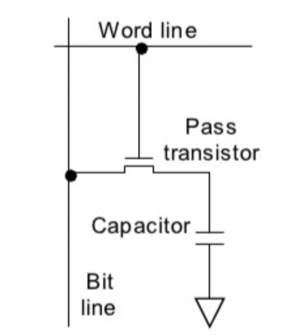 Word line
Pass
transistor
Capacitor
Bit
line